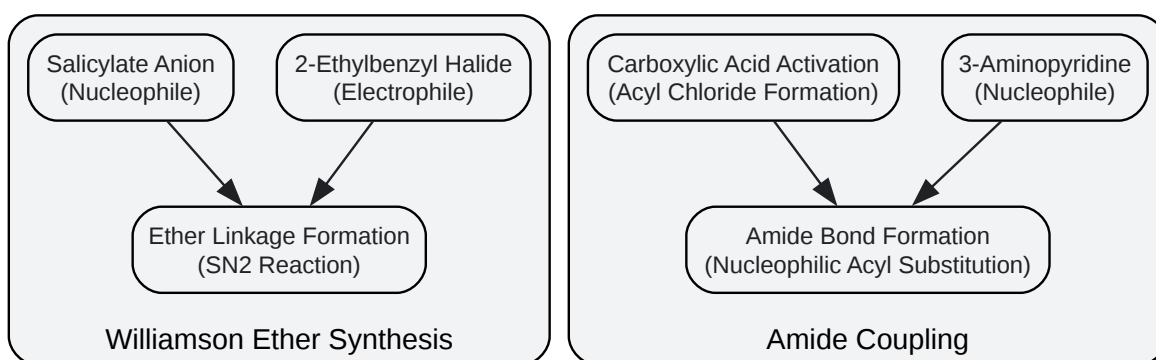 Salicylate Anion
(Nucleophile)
2-Ethylbenzyl Halide
(Electrophile)
Ether Linkage Formation
(SN2 Reaction)
Williamson Ether Synthesis
Carboxylic Acid Activation
(Acyl Chloride Formation)
3-Aminopyridine
(Nucleophile)
Amide Bond Formation
(Nucleophilic Acyl Substitution)
Amide Coupling